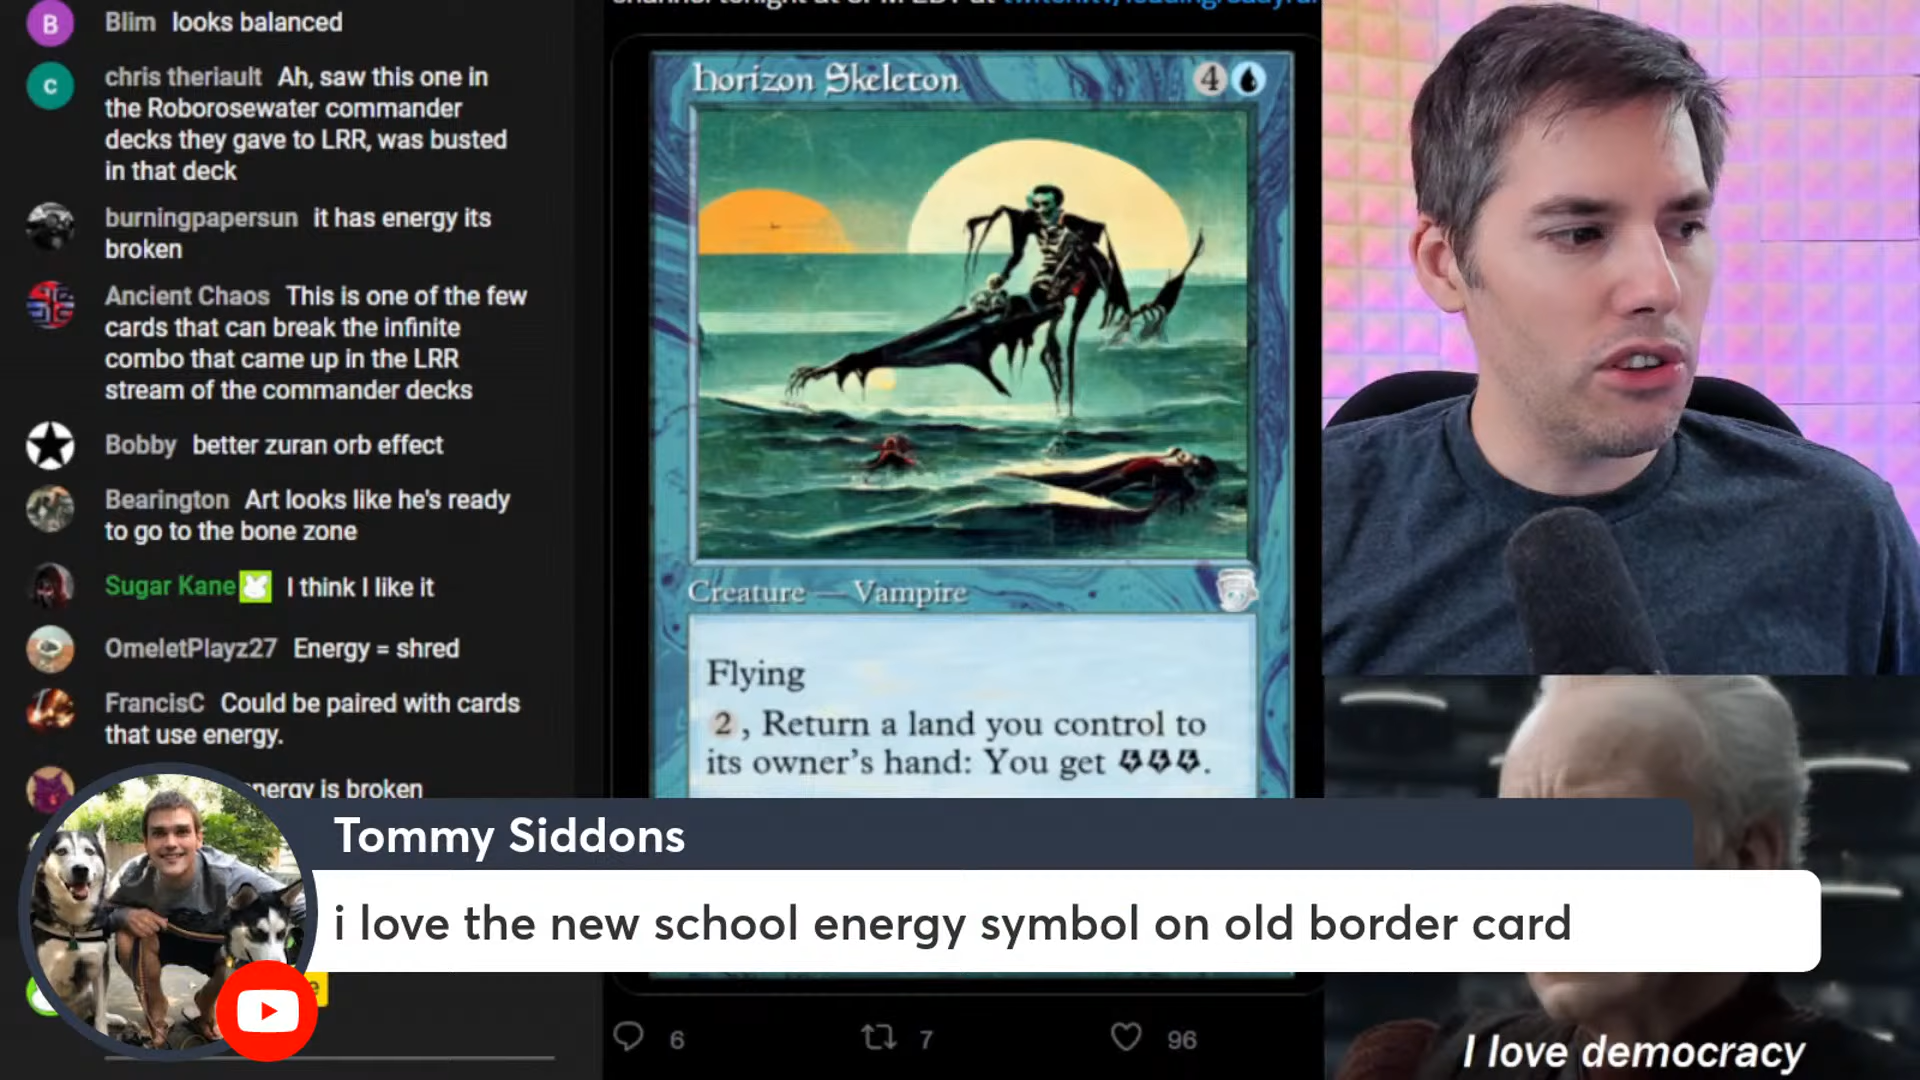 Blim looks balanced
chris theriault Ah, saw this one in
the Roborosewater commander
decks they gave to LRR, was busted
in that deck
burningpapersun it has energy its
broken
Ancient Chaos This is one of the few
cards that can break the infinite
combo that came up in the LRR
stream of the commander decks
Bobby better zuran orb effect
Bearington Art looks like he's ready
to go to the bone zone
Sugar Kane I think I like it
OmeletPlayz27 Energy = shred
FrancisC Could be paired with cards
that use energy.
is broken
B
C
Horizon Skeleton 4
Creature — Vampire
Flying
2, Return a land you control to
its owner's hand: You get .
6 7 96
Tommy Siddons
i love the new school energy symbol on old border card
I love democracy